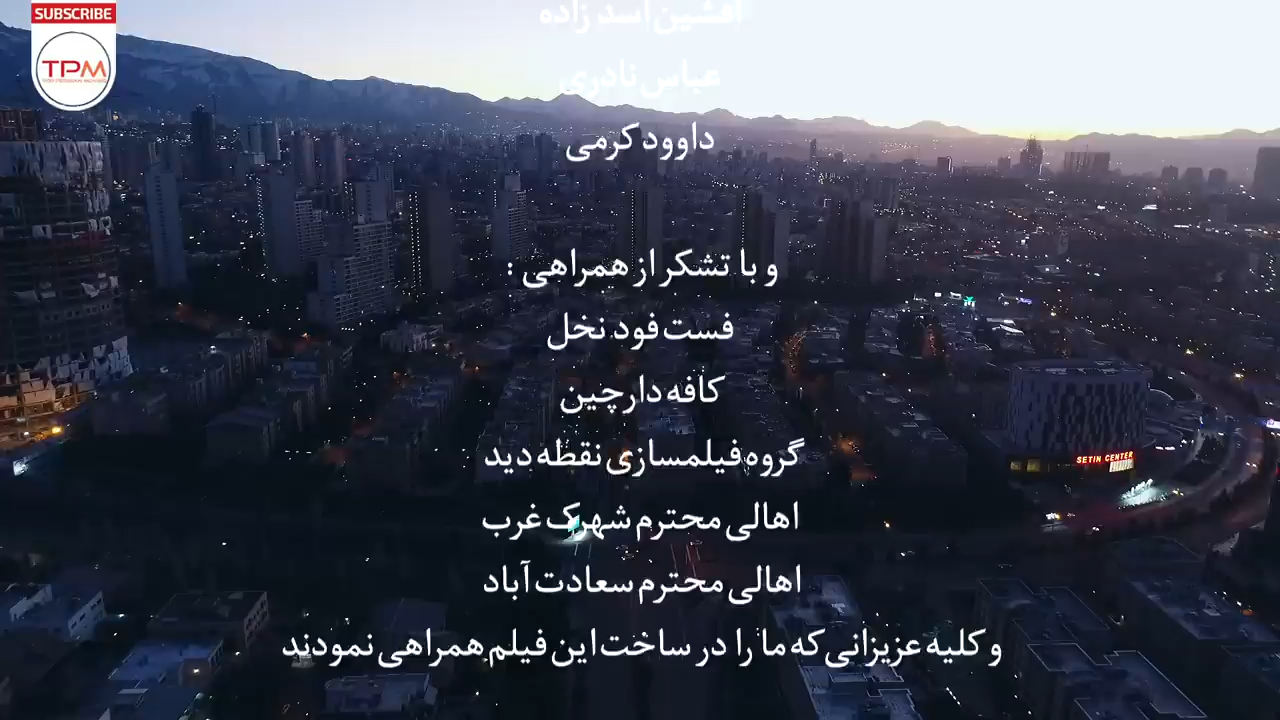 SUBSCRIBE
TPM
افشین اسدزاده
عباس نادری
داوود کرمی
و با تشکر از همراهی :
فست فود نخل
کافه دارچین
گروه فیلمسازی نقطه دید
اهالی محترم شهرک غرب
اهالی محترم سعادت آباد
و کلیه عزیزانی که ما را در ساخت این فیلم همراهی نمودند
SETIN CENTER